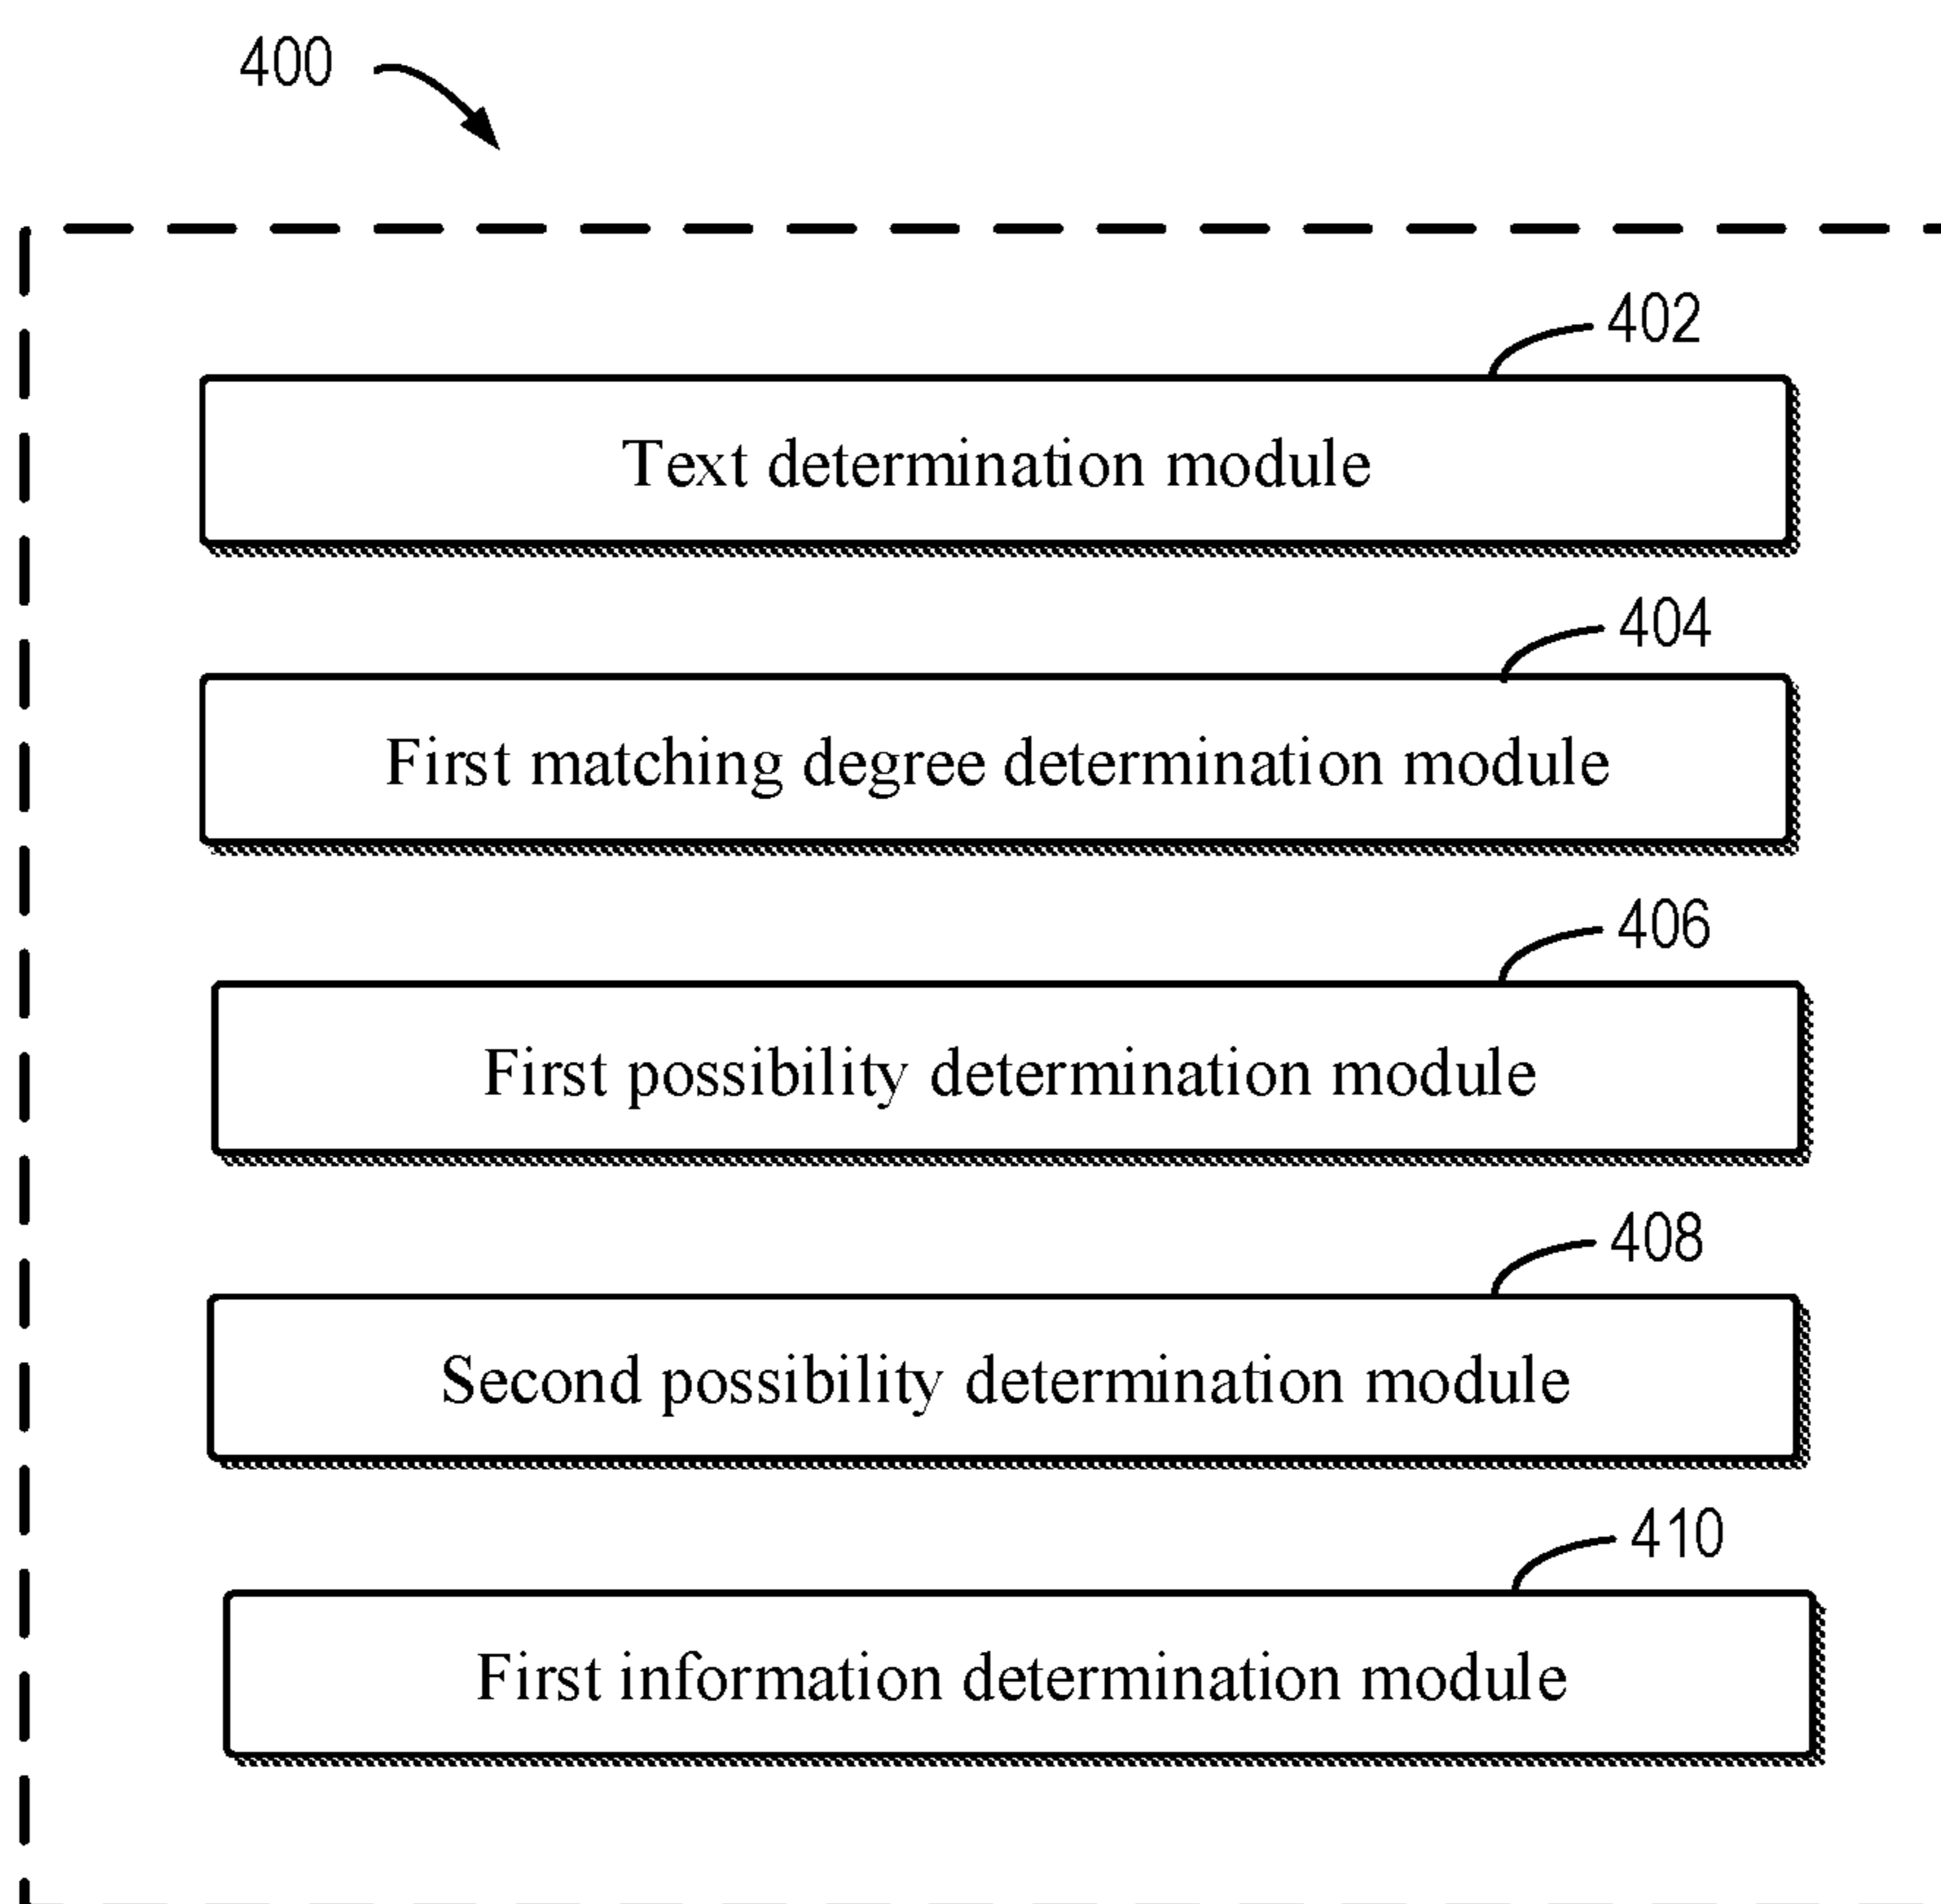 400
402
Text determination module
404
First matching degree determination module
406
First possibility determination module
408
Second possibility determination module
410
First information determination module